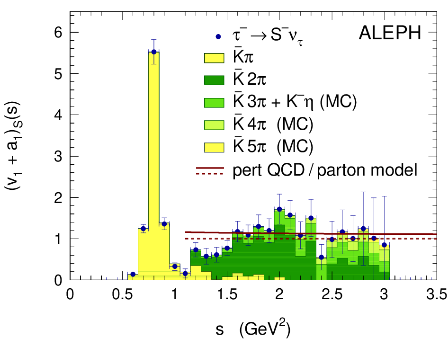 τ⁻ → S⁻ν_τ
ALEPH
K̄π
K̄2π
K̄3π + K⁻η (MC)
K̄4π (MC)
K̄5π (MC)
pert QCD / parton model
(v₁ + a₁)_S(s)
6
5
4
3
2
1
0
0 0.5 1 1.5 2 2.5 3 3.5
s (GeV²)